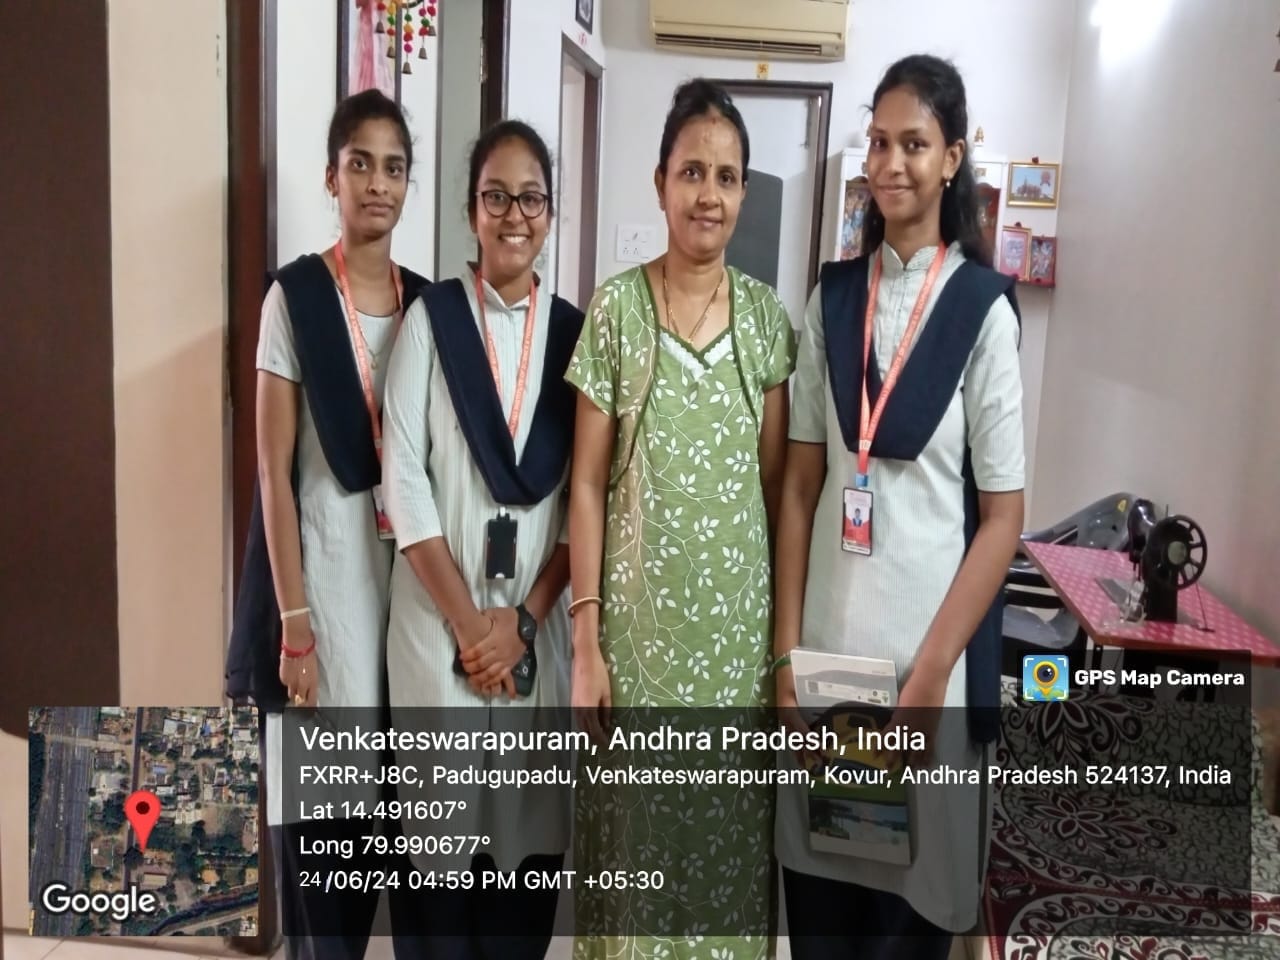 GPS Map Camera
Venkateswarapuram, Andhra Pradesh, India
FXRR+J8C, Padugupadu, Venkateswarapuram, Kovur, Andhra Pradesh 524137, India
Lat 14.491607°
Long 79.990677°
24/06/24 04:59 PM GMT +05:30
Google